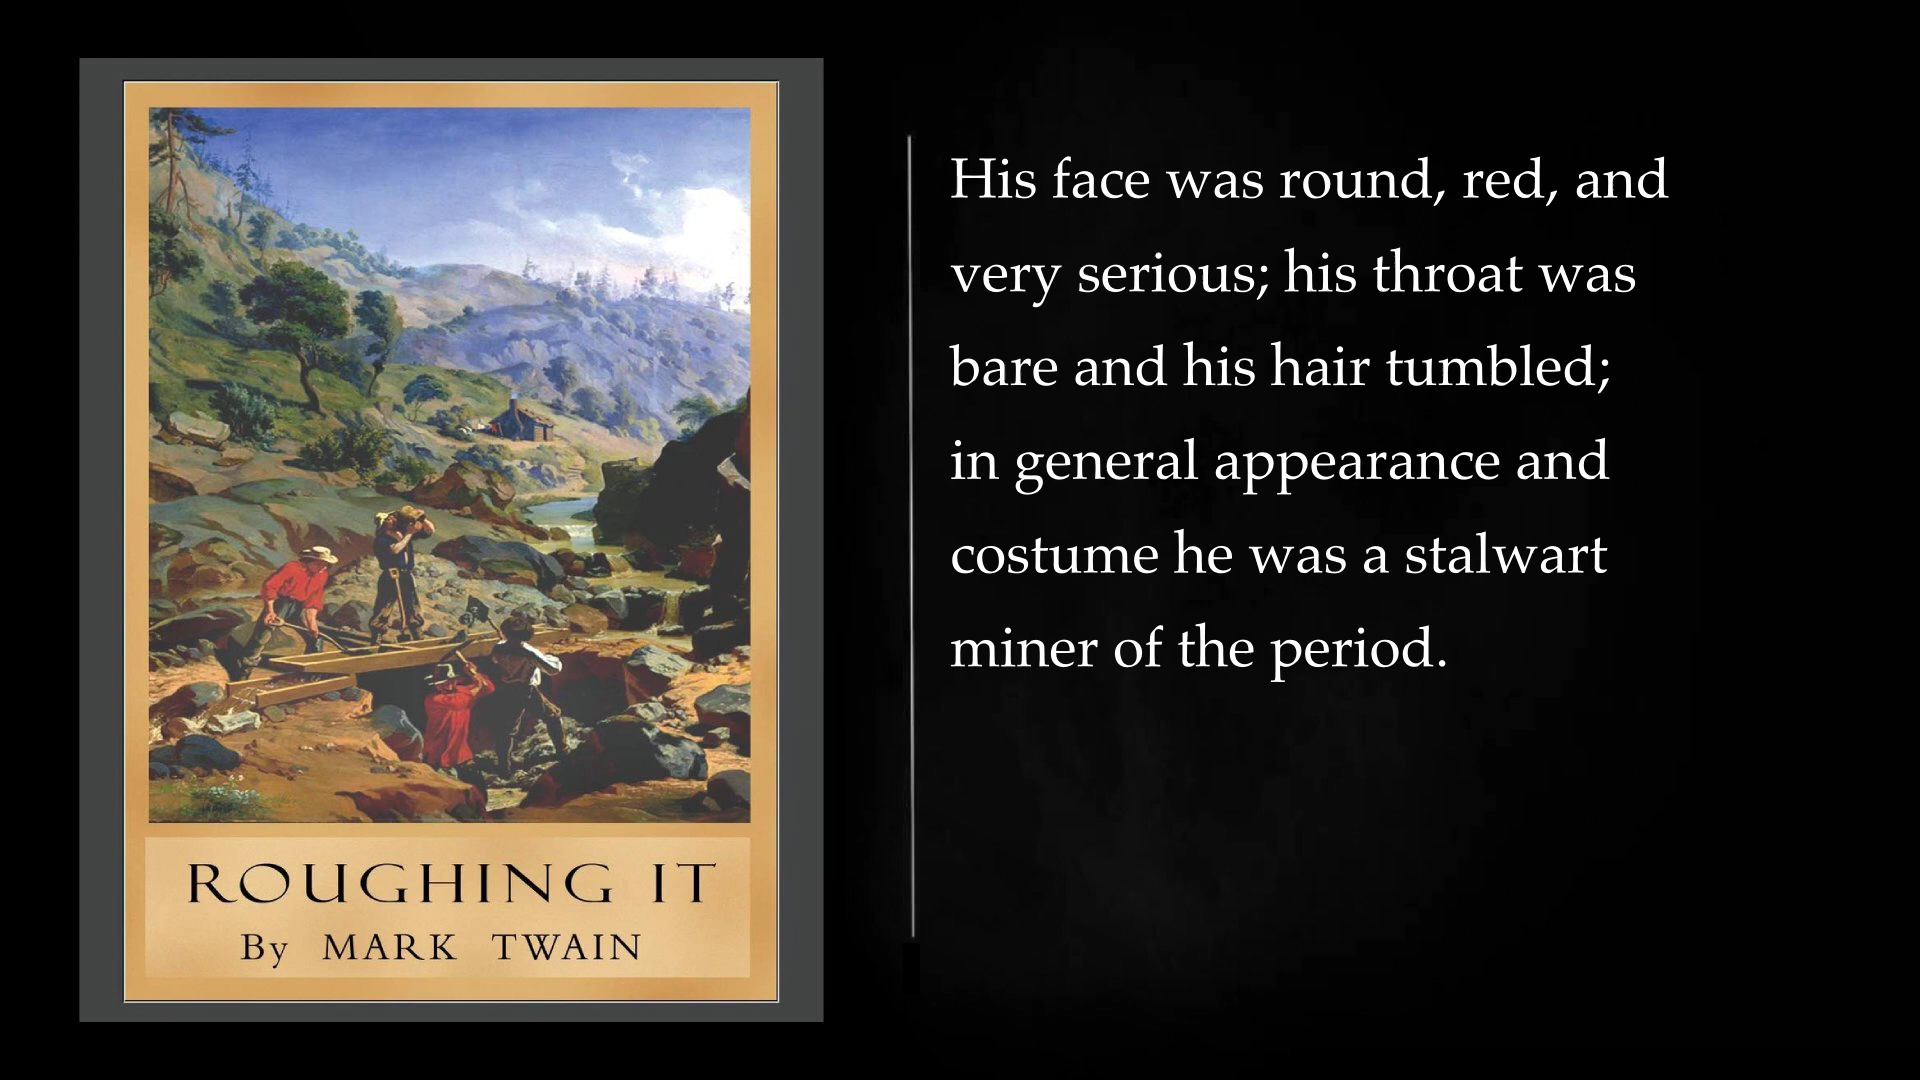 ROUGHING IT
By MARK TWAIN
His face was round, red, and
very serious; his throat was
bare and his hair tumbled;
in general appearance and
costume he was a stalwart
miner of the period.